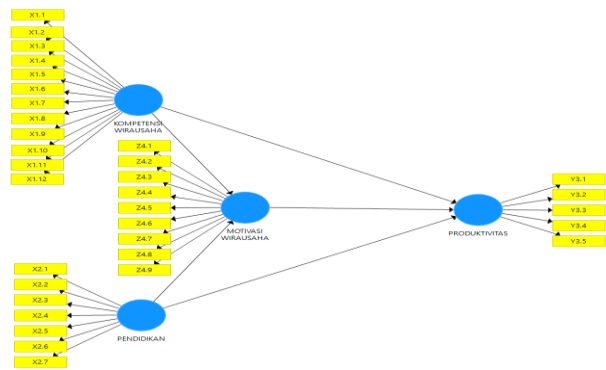 X1.1
X1.2
X1.3
X1.4
X1.5
X1.6
X1.7
X1.8
X1.9
X1.10
X1.11
X1.12
KOMPETENSI
WIRAUSAHA
Z4.1
Z4.2
Z4.3
Z4.4
Z4.5
Z4.6
Z4.7
Z4.8
Z4.9
MOTIVASI
WIRAUSAHA
Y3.1
Y3.2
Y3.3
Y3.4
Y3.5
PRODUKTIVITAS
X2.1
X2.2
X2.3
X2.4
X2.5
X2.6
X2.7
PENDIDIKAN